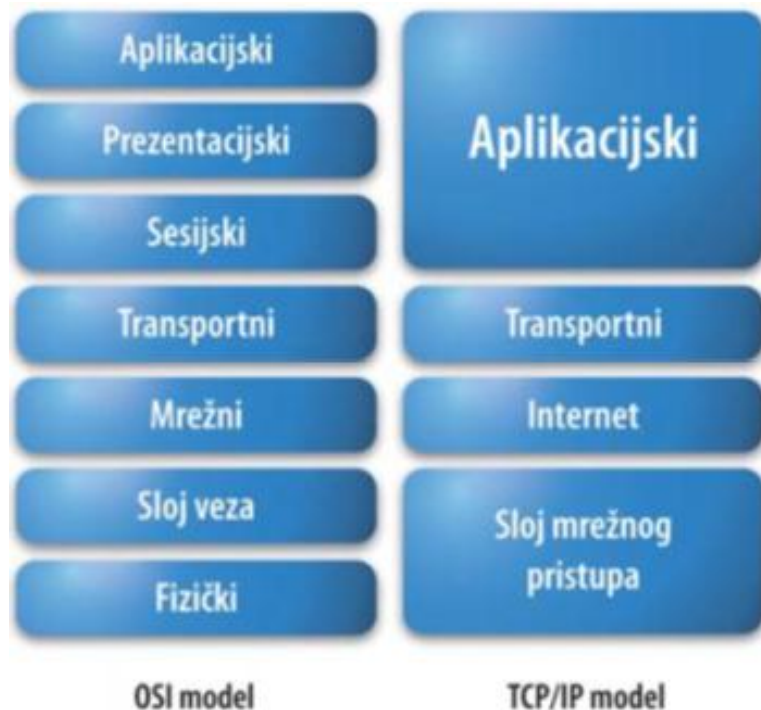 Aplikacijski
Prezentacijski
Sesijski
Transportni
Mrežni
Sloj veza
Fizički
OSI model
Aplikacijski
Transportni
Internet
Sloj mrežnog
pristupa
TCP/IP model